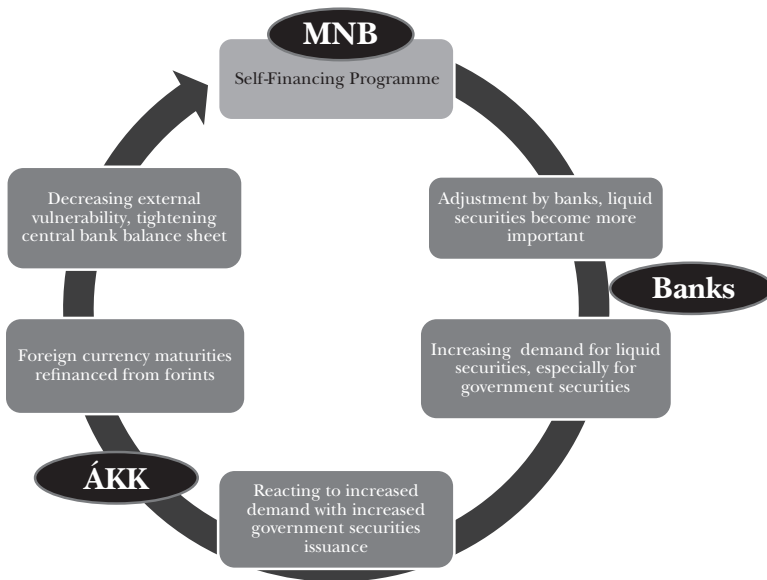 MNB
Self-Financing Programme
Adjustment by banks, liquid
securities become more
important
Banks
Increasing demand for liquid
securities, especially for
government securities
Reacting to increased
demand with increased
government securities
issuance
ÁKK
Foreign currency maturities
refinanced from forints
Decreasing external
vulnerability, tightening
central bank balance sheet